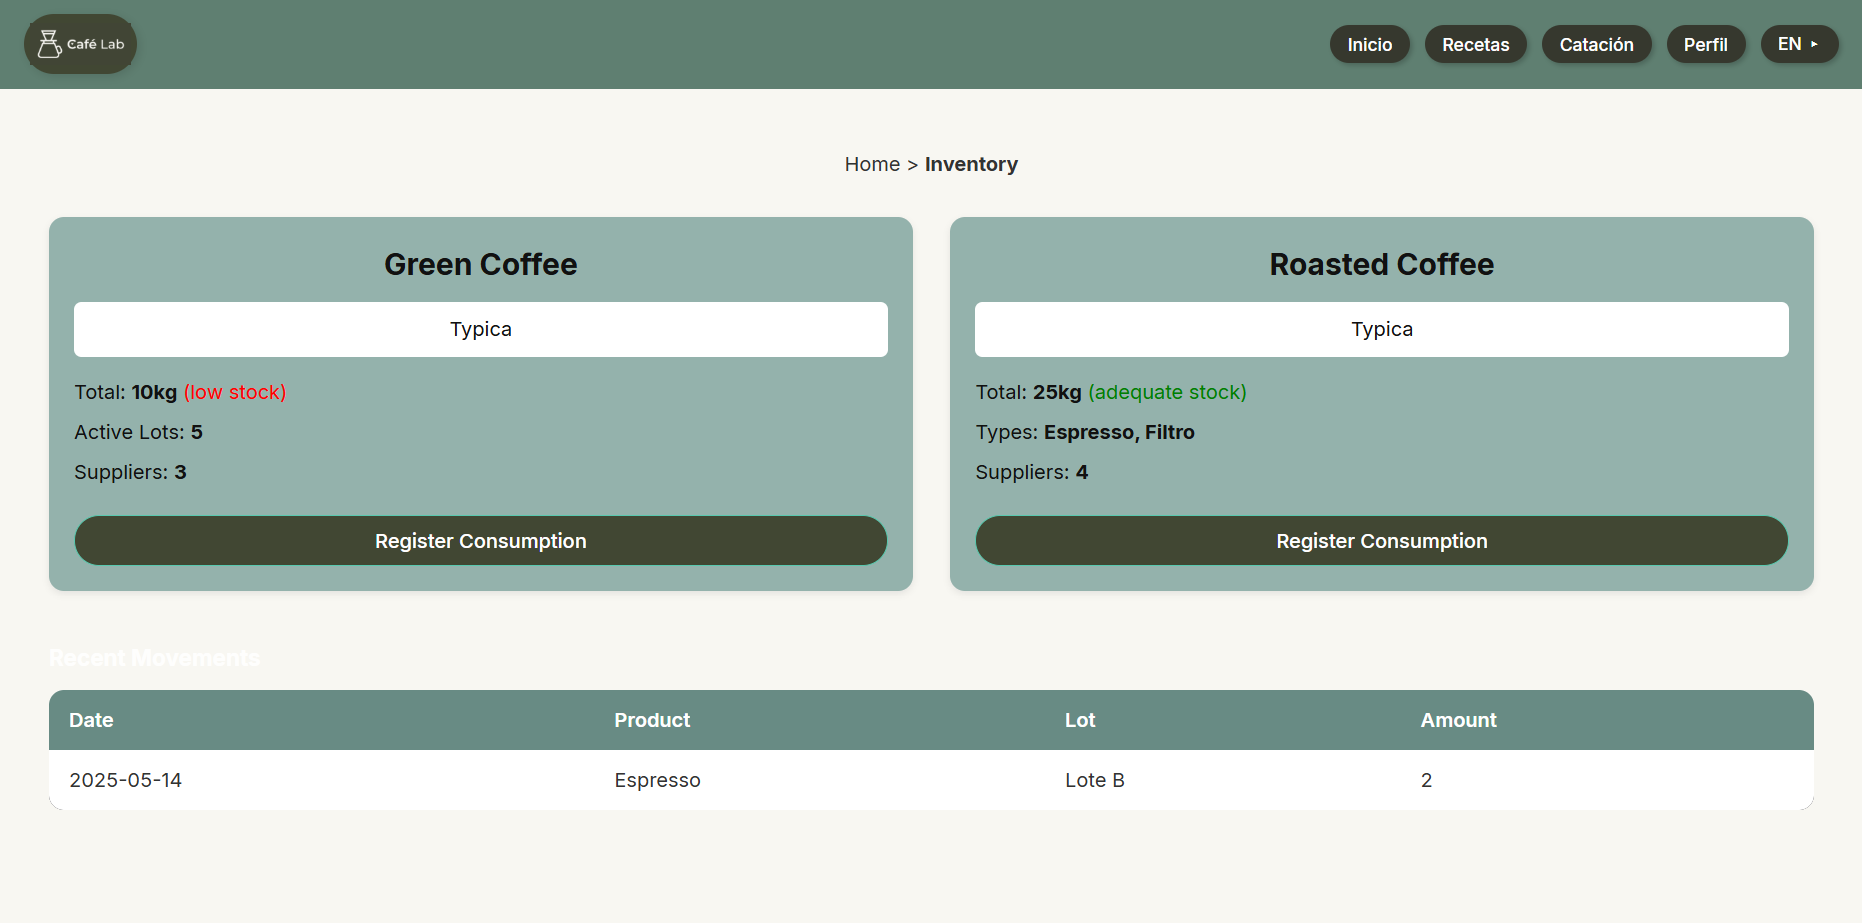 Café Lab
Inicio
Recetas
Catación
Perfil
EN ▸
Home > Inventory
Green Coffee
Typica
Total: 10kg (low stock)
Active Lots: 5
Suppliers: 3
Register Consumption
Roasted Coffee
Typica
Total: 25kg (adequate stock)
Types: Espresso, Filtro
Suppliers: 4
Register Consumption
Recent Movements
Date Product Lot Amount
2025-05-14 Espresso Lote B 2